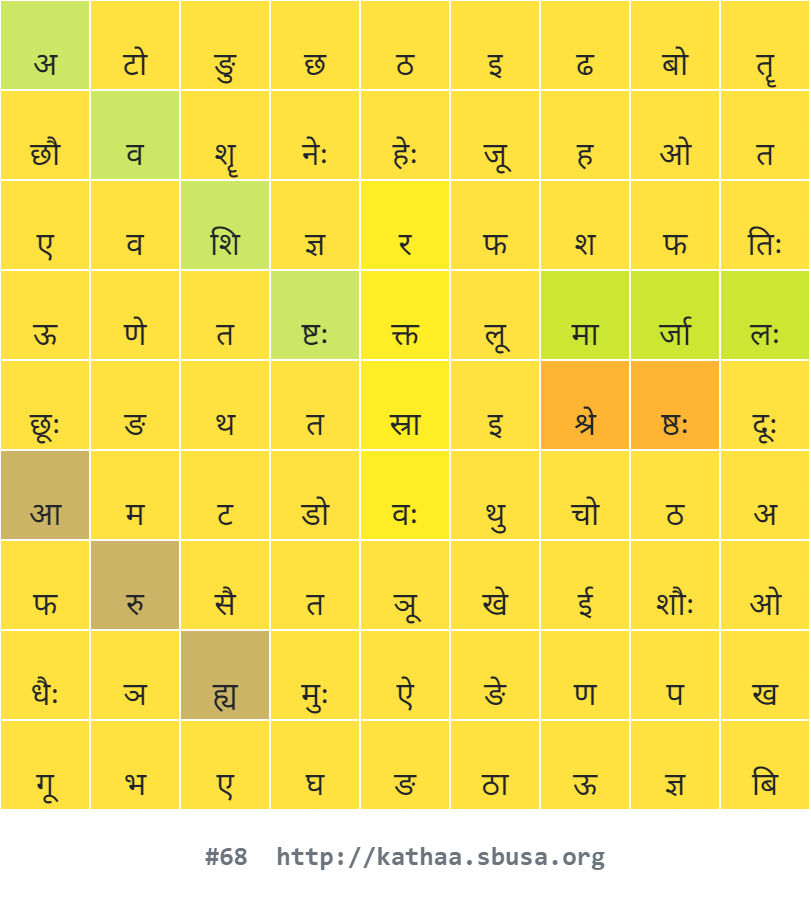 अ टो ङु छ ठ इ ढ बो तॄ
छौ व शॄ नेः हेः जू ह ओ त
ए व शि ज्ञ र फ श फ तिः
ऊ णे त ष्टः क्त लू मा र्जा लः
छूः ङ थ त स्रा इ श्रे ष्ठः दूः
आ म ट डो वः थु चो ठ अ
फ रु सै त ञू खे ई शौः ओ
धैः ञ ह्य मुः ऐ ङे ण प ख
गू भ ए घ ङ ठा ऊ ज्ञ बि
#68 http://kathaa.sbusa.org